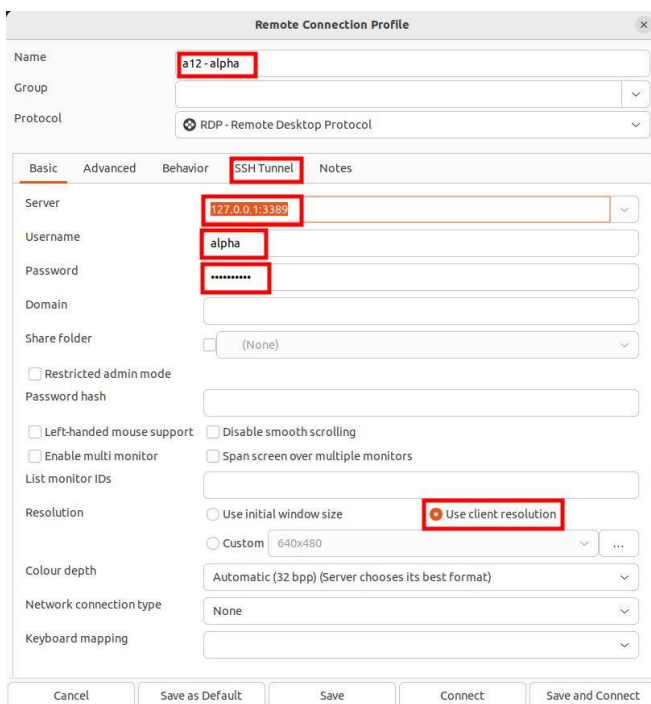 Remote Connection Profile
Name
a12 - alpha
Group
Protocol
RDP - Remote Desktop Protocol
Basic Advanced Behavior SSH Tunnel Notes
Server
127.0.0.1:3389
Username
alpha
Password
••••••••••
Domain
Share folder
(None)
Restricted admin mode
Password hash
Left-handed mouse support Disable smooth scrolling
Enable multi monitor Span screen over multiple monitors
List monitor IDs
Resolution Use initial window size Use client resolution
Custom 640x480 ...
Colour depth
Automatic (32 bpp) (Server chooses its best format)
Network connection type
None
Keyboard mapping
Cancel Save as Default Save Connect Save and Connect